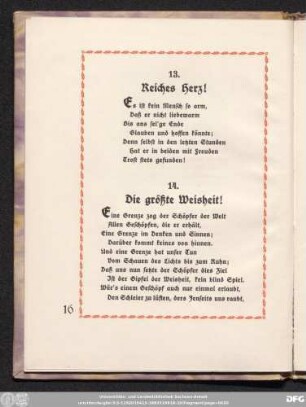 13.
Reiches Herz!
Es ist kein Mensch so arm,
Daß er nicht liebewarm
Bis ans sel'ge Ende
Glauben und hoffen könnte;
Denn selbst in den letzten Stunden
Hat er in beiden mit Freuden
Trost stets gefunden!
14.
Die größte Weisheit!
Eine Grenze zog der Schöpfer der Welt
Allen Geschöpfen, die er erhält,
Eine Grenze im Denken und Sinnen;
Darüber kommt keines von hinnen.
Und eine Grenze hat unser Tun
Vom Schauen des Lichts bis zum Ruhn;
Daß uns nun setzte der Schöpfer dies Ziel
Ist der Gipfel der Weisheit, kein blind Spiel.
Wär's einem Geschöpf auch nur einmal erlaubt,
Den Schleier zu lüften, ders Jenseits uns raubt.
16
DFG